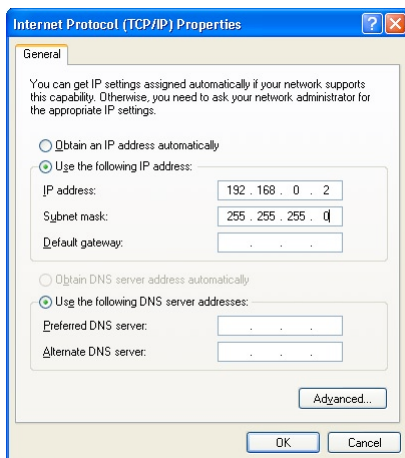 Internet Protocol (TCP/IP) Properties
General
You can get IP settings assigned automatically if your network supports
this capability. Otherwise, you need to ask your network administrator for
the appropriate IP settings.
Obtain an IP address automatically
Use the following IP address:
IP address: 192 . 168 . 0 . 2
Subnet mask: 255 . 255 . 255 . 0
Default gateway: . . .
Obtain DNS server address automatically
Use the following DNS server addresses:
Preferred DNS server: . . .
Alternate DNS server: . . .
Advanced...
OK Cancel